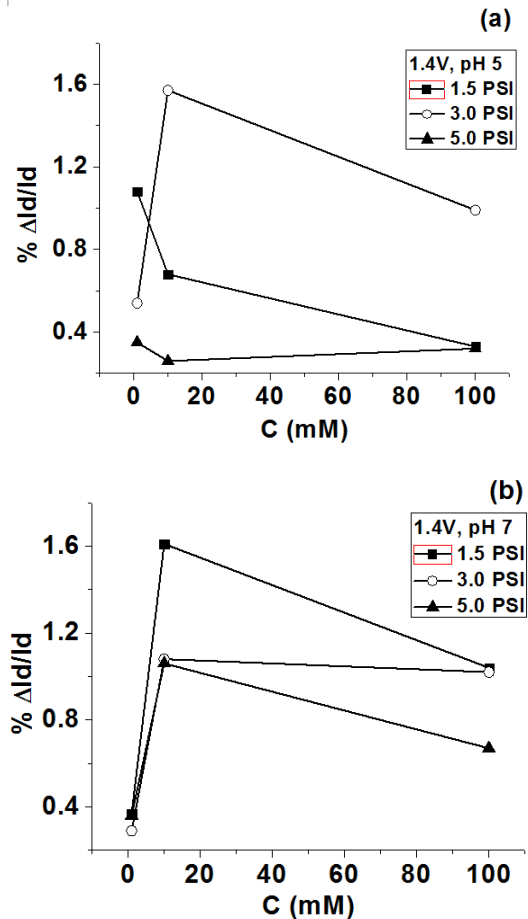 (a)
1.4V, pH 5
1.5 PSI
3.0 PSI
5.0 PSI
1.6
1.2
0.8
0.4
% ΔId/Id
0 20 40 60 80 100
C (mM)
(b)
1.4V, pH 7
1.5 PSI
3.0 PSI
5.0 PSI
1.6
1.2
0.8
0.4
% ΔId/Id
0 20 40 60 80 100
C (mM)